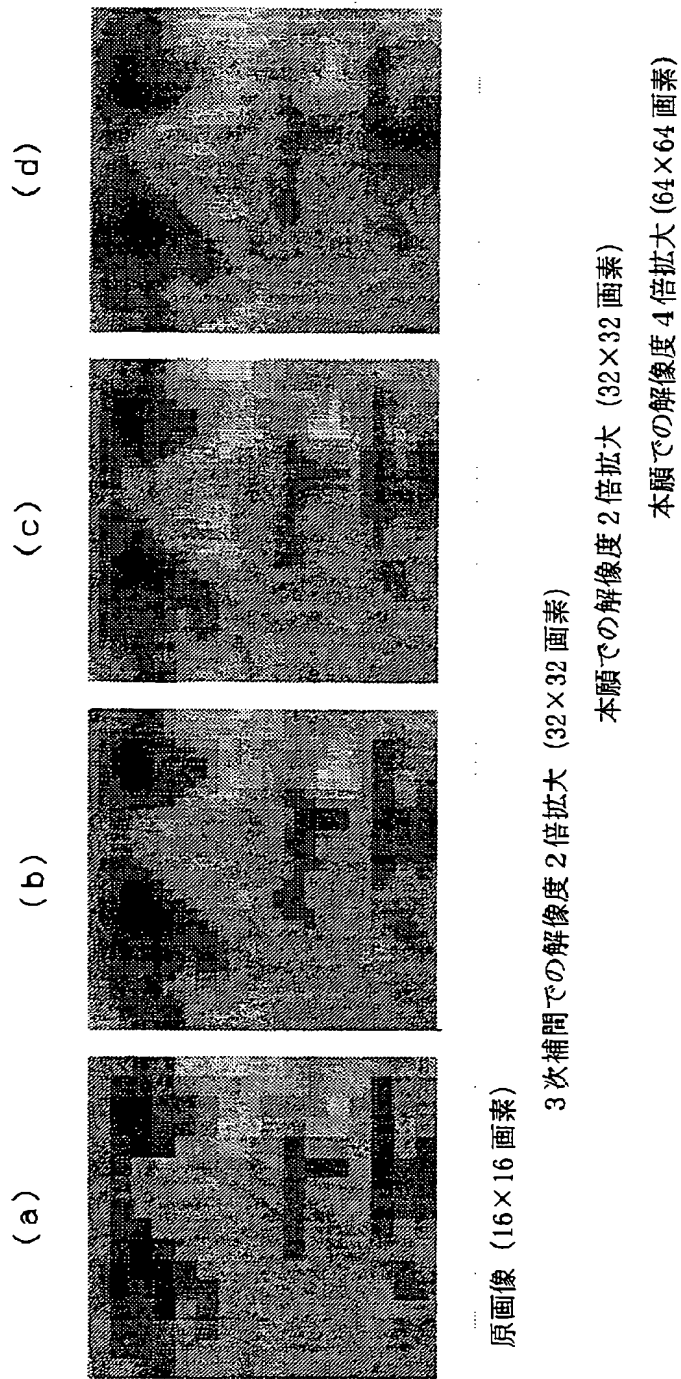 (a)
(b)
(c)
(d)
原画像 (16×16 画素)
3 次補間での解像度 2 倍拡大 (32×32 画素)
本願での解像度 2 倍拡大 (32×32 画素)
本願での解像度 4 倍拡大 (64×64 画素)